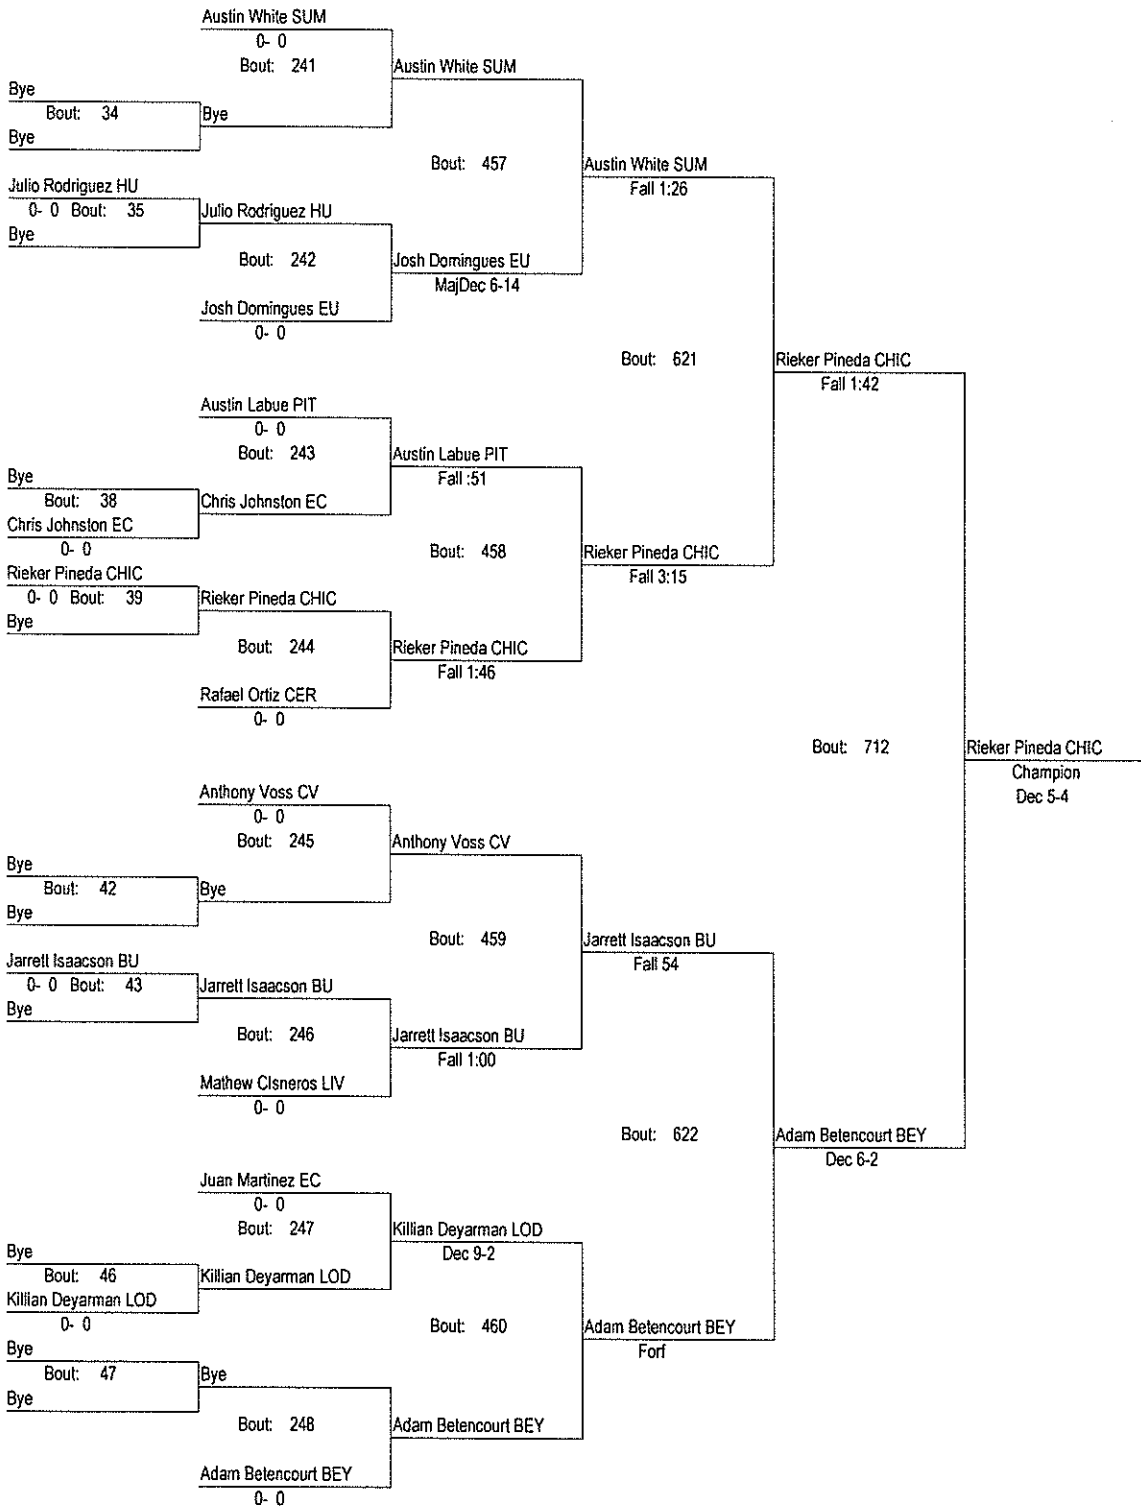 Austin White SUM
0- 0
Bout: 241
Austin White SUM
Bye
Bout: 34
Bye
Bye
Bout: 457
Austin White SUM
Fall 1:26
Julio Rodriguez HU
0- 0 Bout: 35
Julio Rodriguez HU
Bye
Bout: 242
Josh Domingues EU
MajDec 6-14
Josh Domingues EU
0- 0
Bout: 621
Rieker Pineda CHIC
Fall 1:42
Austin Labue PIT
0- 0
Bout: 243
Austin Labue PIT
Fall :51
Bye
Bout: 38
Chris Johnston EC
Chris Johnston EC
0- 0
Bout: 458
Rieker Pineda CHIC
Fall 3:15
Rieker Pineda CHIC
0- 0 Bout: 39
Rieker Pineda CHIC
Bye
Bout: 244
Rieker Pineda CHIC
Fall 1:46
Rafael Ortiz CER
0- 0
Bout: 712
Rieker Pineda CHIC
Champion
Dec 5-4
Anthony Voss CV
0- 0
Bout: 245
Anthony Voss CV
Bye
Bout: 42
Bye
Bye
Bout: 459
Jarrett Isaacson BU
Fall 54
Jarrett Isaacson BU
0- 0 Bout: 43
Jarrett Isaacson BU
Bye
Bout: 246
Jarrett Isaacson BU
Fall 1:00
Mathew CIsneros LIV
0- 0
Bout: 622
Adam Betencourt BEY
Dec 6-2
Juan Martinez EC
0- 0
Bout: 247
Killian Deyarman LOD
Dec 9-2
Bye
Bout: 46
Killian Deyarman LOD
Killian Deyarman LOD
0- 0
Bout: 460
Adam Betencourt BEY
Forf
Bye
Bout: 47
Bye
Bye
Bout: 248
Adam Betencourt BEY
Adam Betencourt BEY
0- 0